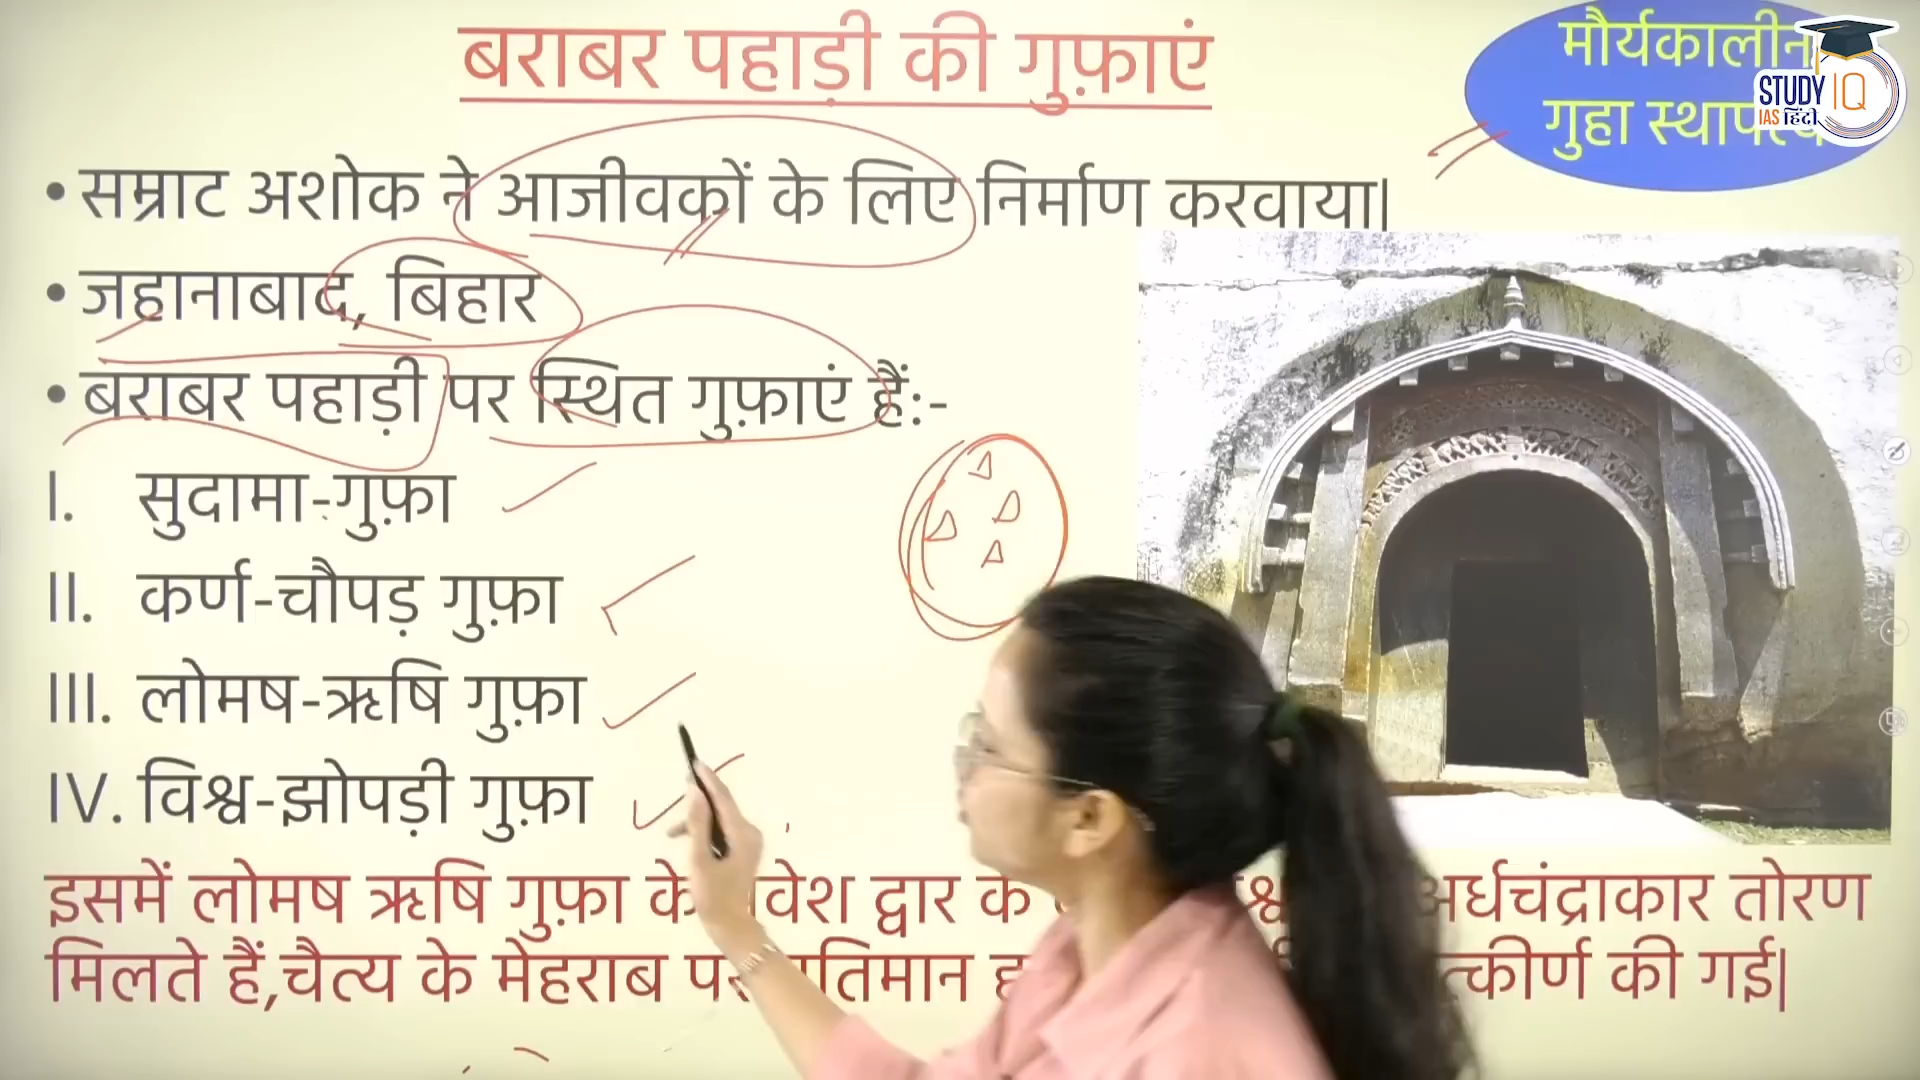 बराबर पहाड़ी की गुफ़ाएं
मौर्यकालीन
गुहा
STUDY IQ
IAS हिंदी
• सम्राट अशोक ने आजीवकों के लिए निर्माण करवाया|
• जहानाबाद, बिहार
• बराबर पहाड़ी पर स्थित गुफ़ाएं हैं:-
I. सुदामा-गुफ़ा
II. कर्ण-चौपड़ गुफ़ा
III. लोमष-ऋषि गुफ़ा
IV. विश्व-झोपड़ी गुफ़ा
इसमें लोमष ऋषि गुफ़ा के द्वार के अर्धचंद्राकार तोरण
मिलते हैं,चैत्य के मेहराब की गई|